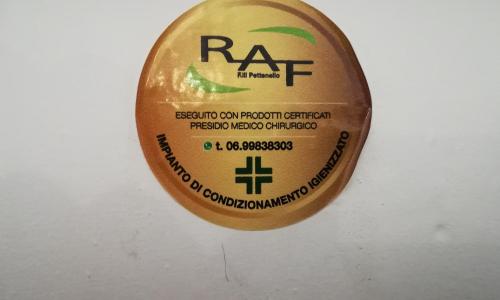 RAF
F.lli Pettenello
ESEGUITO CON PRODOTTI CERTIFICATI
PRESIDIO MEDICO CHIRURGICO
t. 06.99838303
IMPIANTO DI CONDIZIONAMENTO IGIENIZZATO